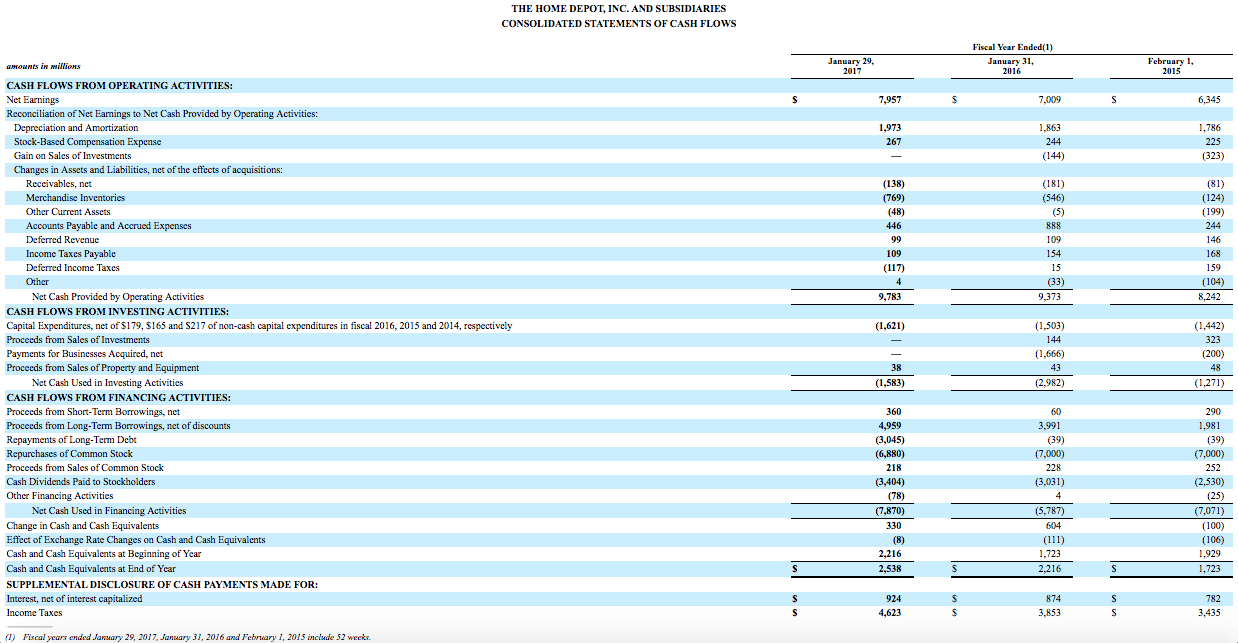 THE HOME DEPOT, INC. AND SUBSIDIARIES
CONSOLIDATED STATEMENTS OF CASH FLOWS
Fiscal Year Ended(1)
amounts in millions January 29, 2017 January 31, 2016 February 1, 2015
CASH FLOWS FROM OPERATING ACTIVITIES:
Net Earnings $ 7,957 $ 7,009 $ 6,345
Reconciliation of Net Earnings to Net Cash Provided by Operating Activities:
Depreciation and Amortization 1,973 1,863 1,786
Stock-Based Compensation Expense 267 244 225
Gain on Sales of Investments — (144) (323)
Changes in Assets and Liabilities, net of the effects of acquisitions:
Receivables, net (138) (181) (81)
Merchandise Inventories (769) (546) (124)
Other Current Assets (48) (5) (199)
Accounts Payable and Accrued Expenses 446 888 244
Deferred Revenue 99 109 146
Income Taxes Payable 109 154 168
Deferred Income Taxes (117) 15 159
Other 4 (33) (104)
Net Cash Provided by Operating Activities 9,783 9,373 8,242
CASH FLOWS FROM INVESTING ACTIVITIES:
Capital Expenditures, net of $179, $165 and $217 of non-cash capital expenditures in fiscal 2016, 2015 and 2014, respectively (1,621) (1,503) (1,442)
Proceeds from Sales of Investments — 144 323
Payments for Businesses Acquired, net — (1,666) (200)
Proceeds from Sales of Property and Equipment 38 43 48
Net Cash Used in Investing Activities (1,583) (2,982) (1,271)
CASH FLOWS FROM FINANCING ACTIVITIES:
Proceeds from Short-Term Borrowings, net 360 60 290
Proceeds from Long-Term Borrowings, net of discounts 4,959 3,991 1,981
Repayments of Long-Term Debt (3,045) (39) (39)
Repurchases of Common Stock (6,880) (7,000) (7,000)
Proceeds from Sales of Common Stock 218 228 252
Cash Dividends Paid to Stockholders (3,404) (3,031) (2,530)
Other Financing Activities (78) 4 (25)
Net Cash Used in Financing Activities (7,870) (5,787) (7,071)
Change in Cash and Cash Equivalents 330 604 (100)
Effect of Exchange Rate Changes on Cash and Cash Equivalents (8) (111) (106)
Cash and Cash Equivalents at Beginning of Year 2,216 1,723 1,929
Cash and Cash Equivalents at End of Year $ 2,538 $ 2,216 $ 1,723
SUPPLEMENTAL DISCLOSURE OF CASH PAYMENTS MADE FOR:
Interest, net of interest capitalized $ 924 $ 874 $ 782
Income Taxes $ 4,623 $ 3,853 $ 3,435
(1) Fiscal years ended January 29, 2017, January 31, 2016 and February 1, 2015 include 52 weeks.